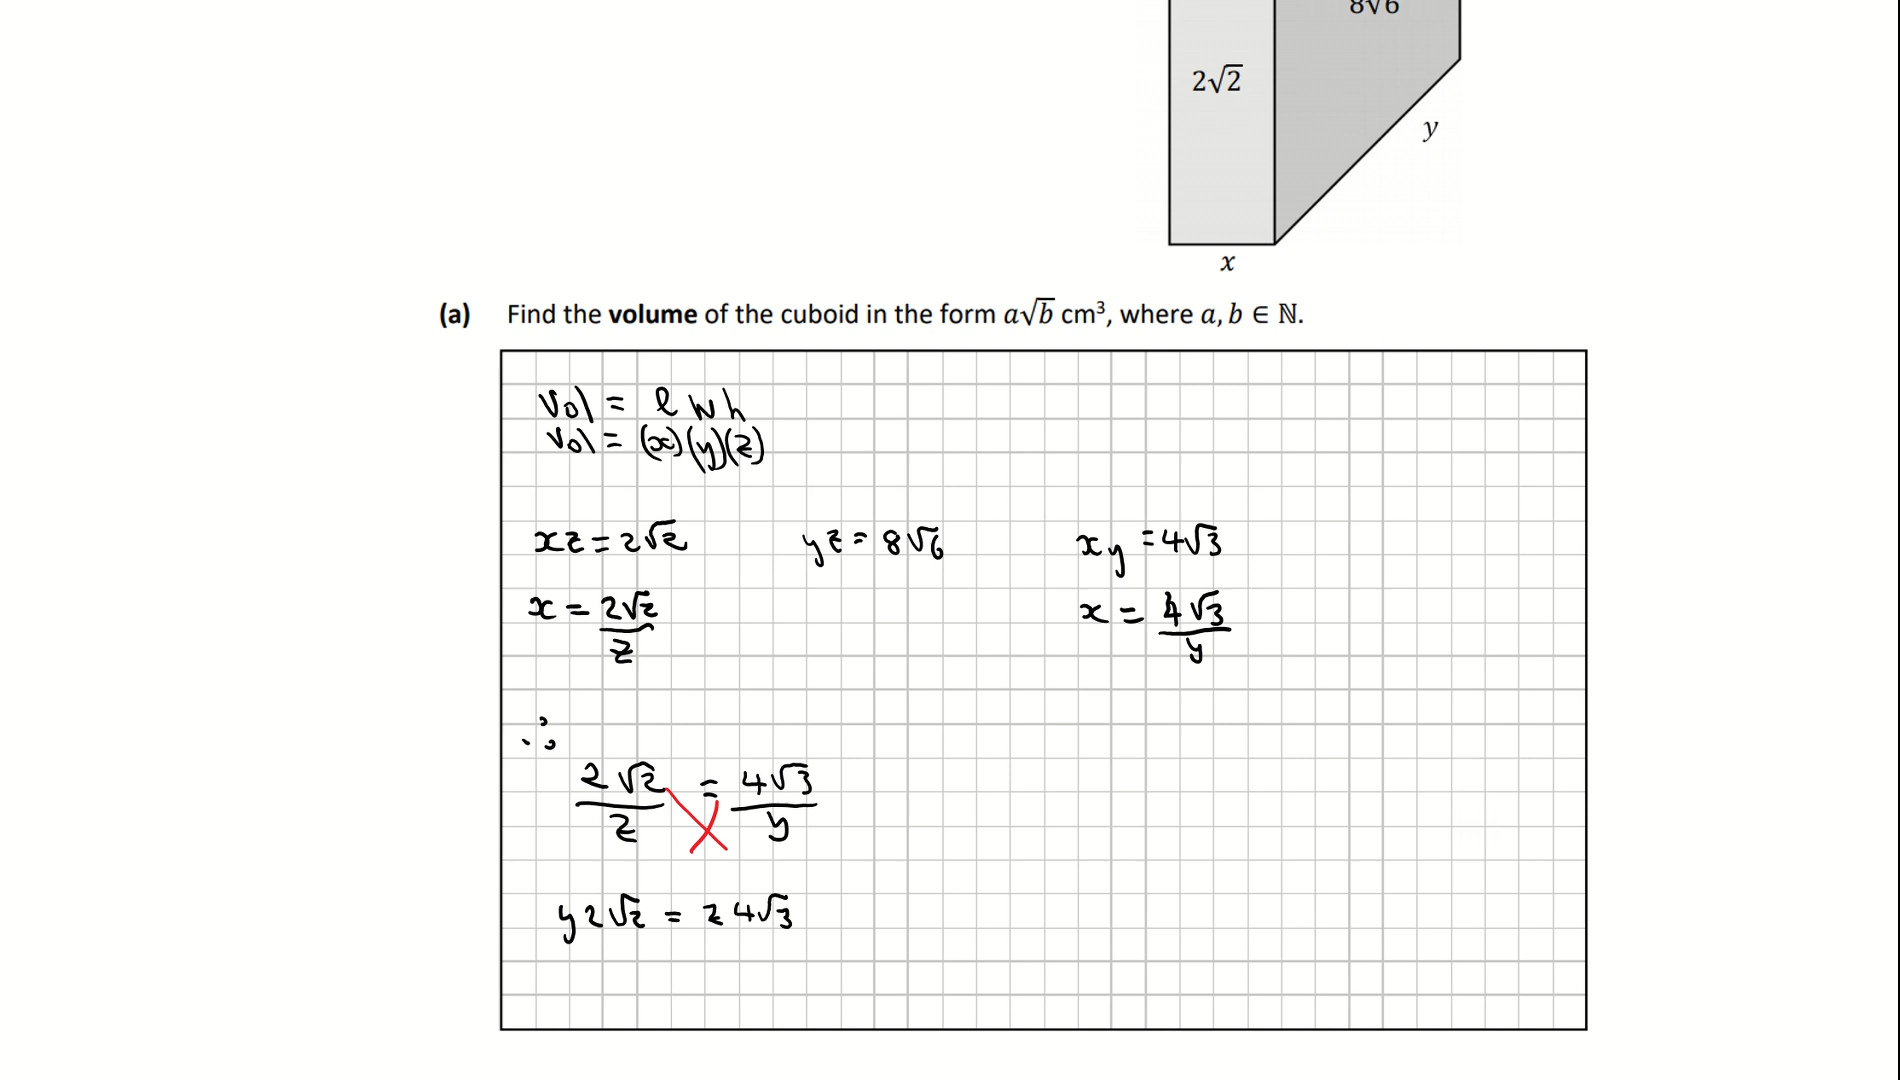 8√6
2√2
y
x
(a) Find the volume of the cuboid in the form a√b cm³, where a, b ∈ ℕ.
Vol = l w h
Vol = (x)(y)(z)
xz = 2√2 yz = 8√6 xy = 4√3
x = 2√2/z x = 4√3/y
∴
2√2/z = 4√3/y
y2√2 = z4√3